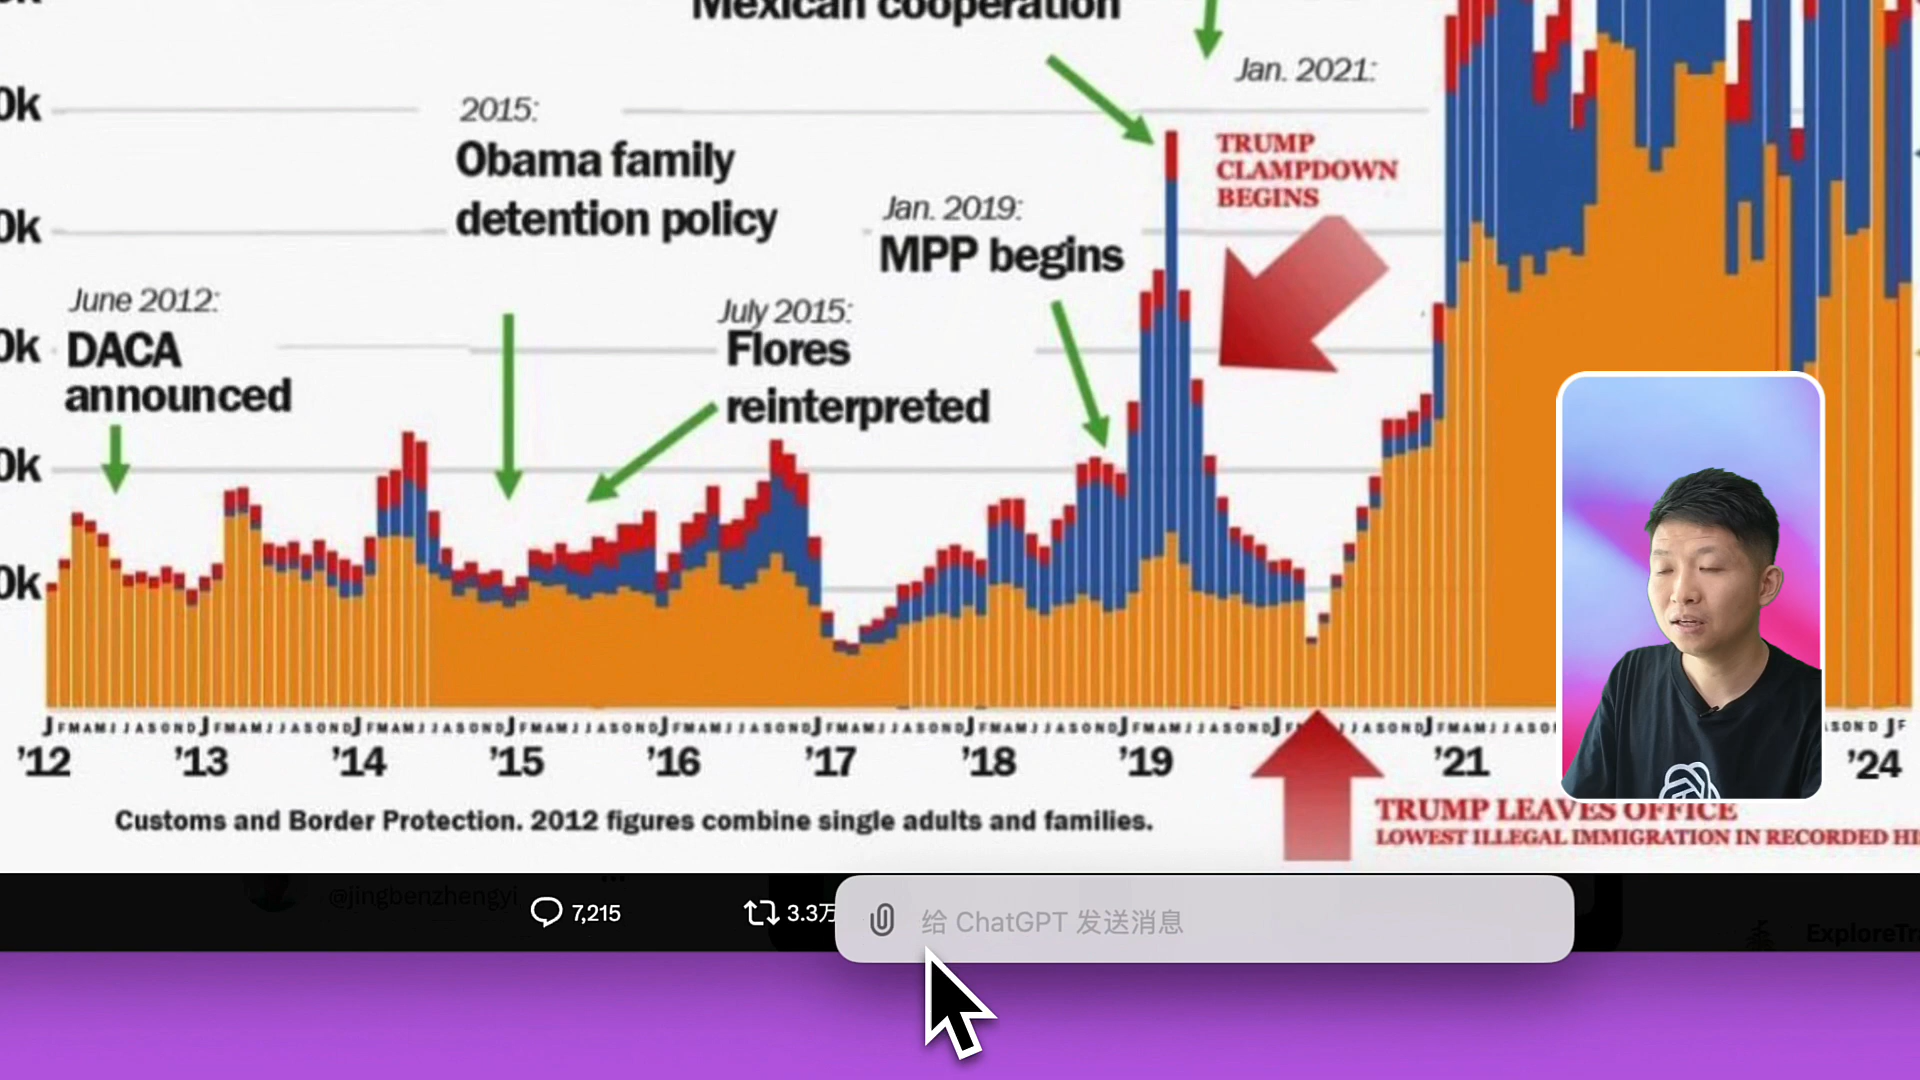 Mexican cooperation
Jan. 2021:
0k
2015:
Obama family
detention policy
TRUMP
CLAMPDOWN
BEGINS
0k
Jan. 2019:
MPP begins
June 2012:
DACA
announced
0k
July 2015:
Flores
reinterpreted
0k
0k
'12 '13 '14 '15 '16 '17 '18 '19 '21 '24
Customs and Border Protection. 2012 figures combine single adults and families.
TRUMP LEAVES OFFICE
LOWEST ILLEGAL IMMIGRATION IN RECORDED HI
@jingbenzhengyi
7,215
3.3万
给 ChatGPT 发送消息
ExploreTra